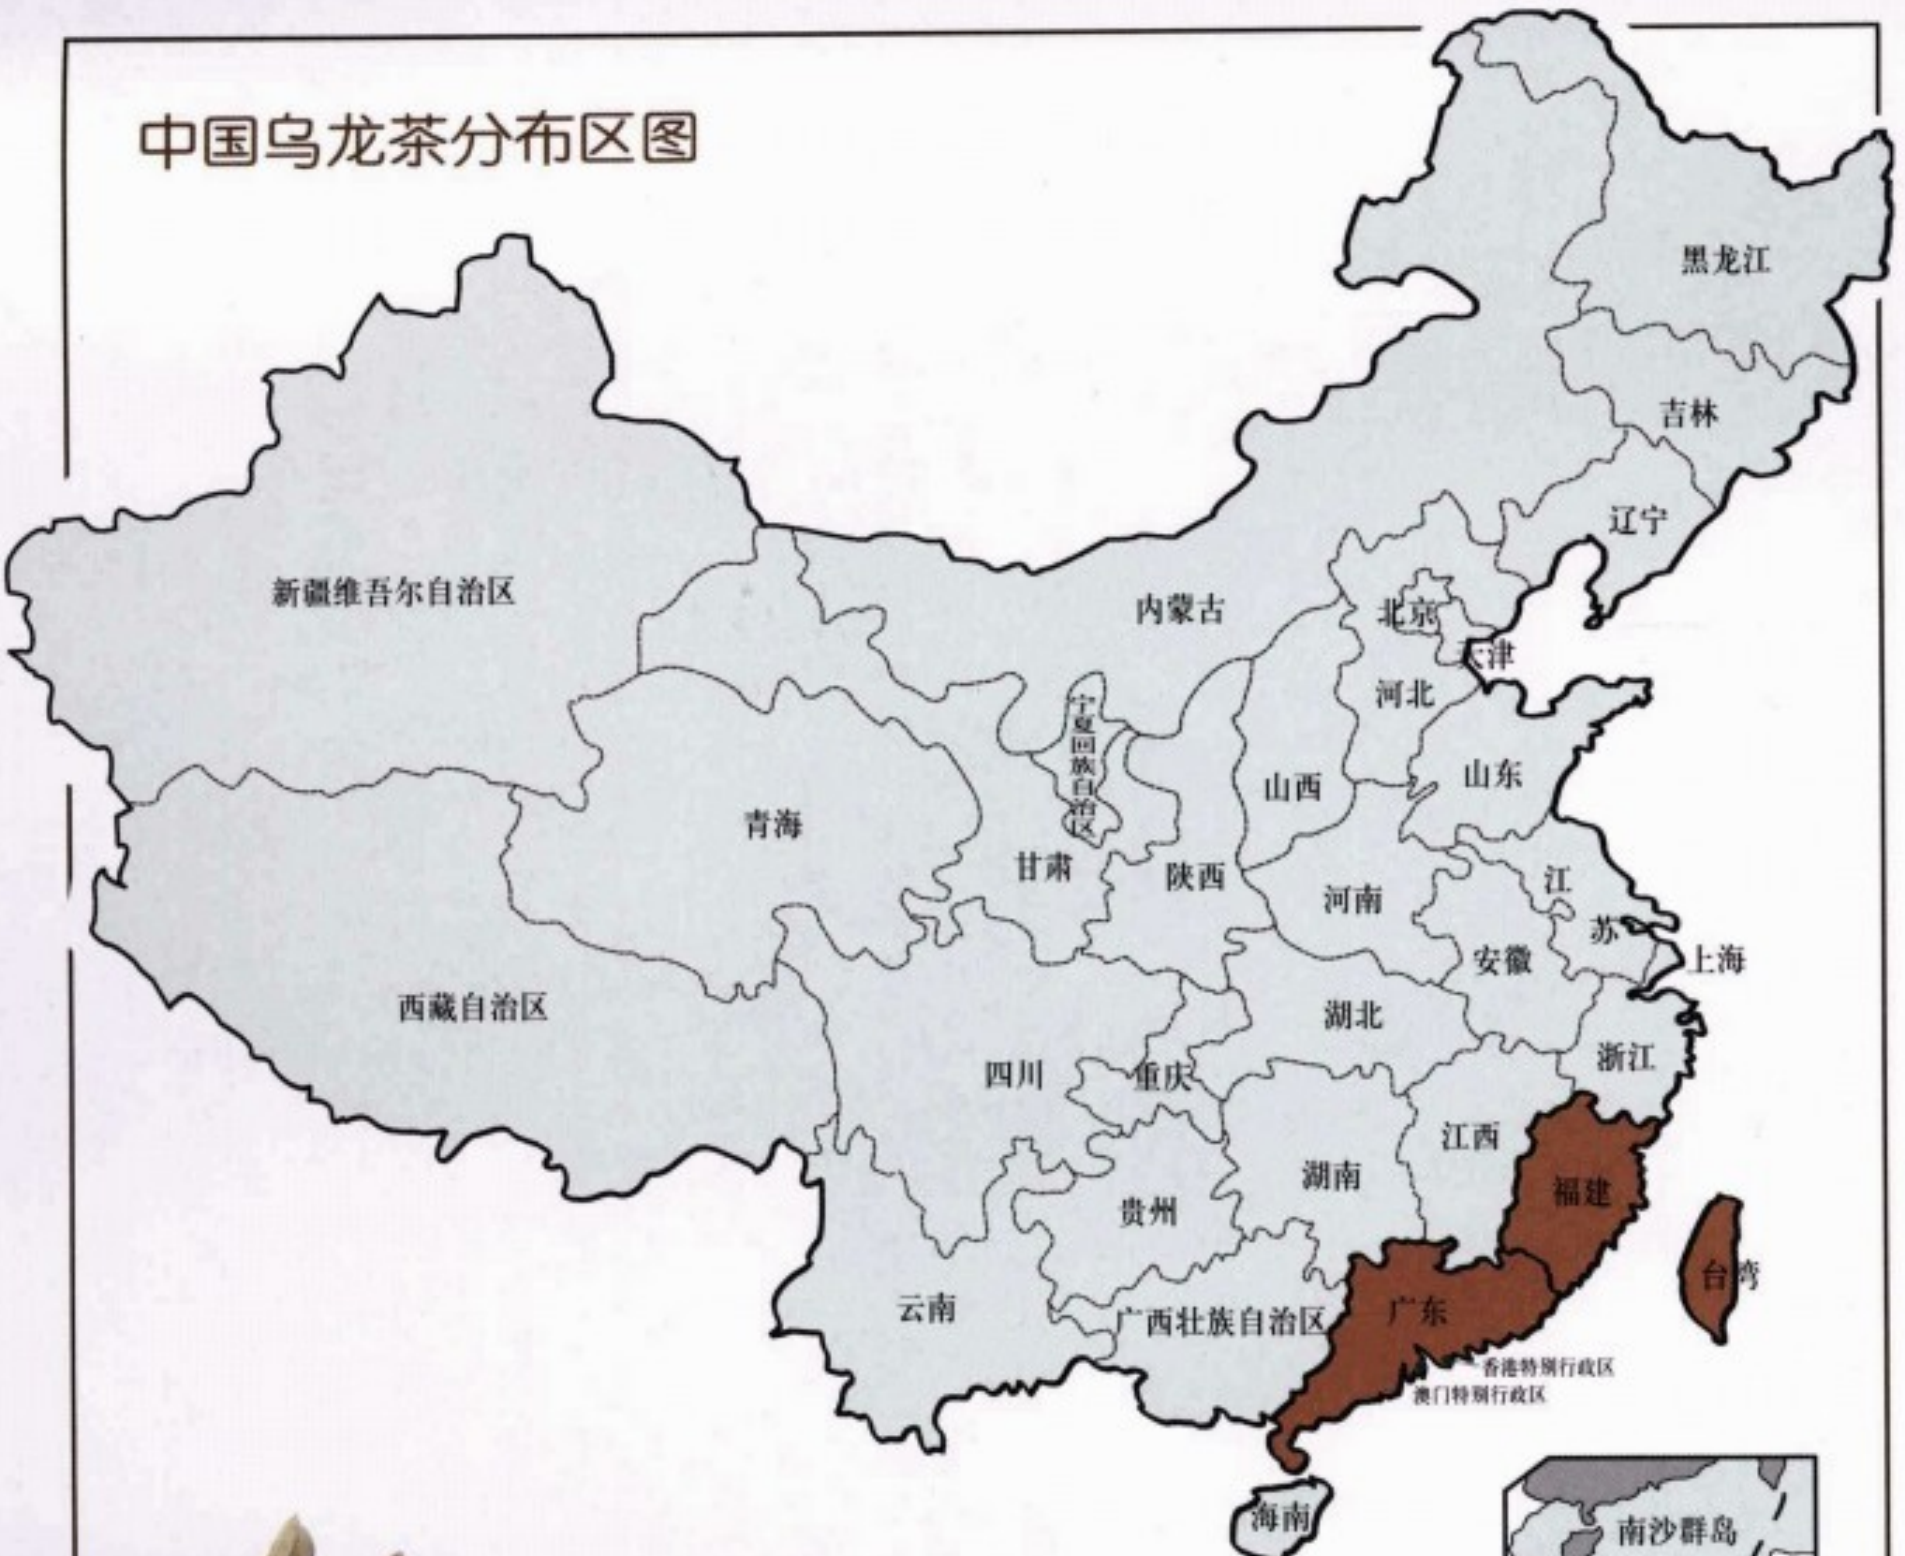 中国乌龙茶分布区图
黑龙江
吉林
辽宁
新疆维吾尔自治区
内蒙古
北京
天津
河北
宁夏回族自治区
山西
山东
青海
甘肃
陕西
河南
江苏
安徽
上海
西藏自治区
湖北
浙江
四川
重庆
江西
湖南
福建
贵州
台湾
云南
广西壮族自治区
广东
香港特别行政区
澳门特别行政区
海南
南沙群岛